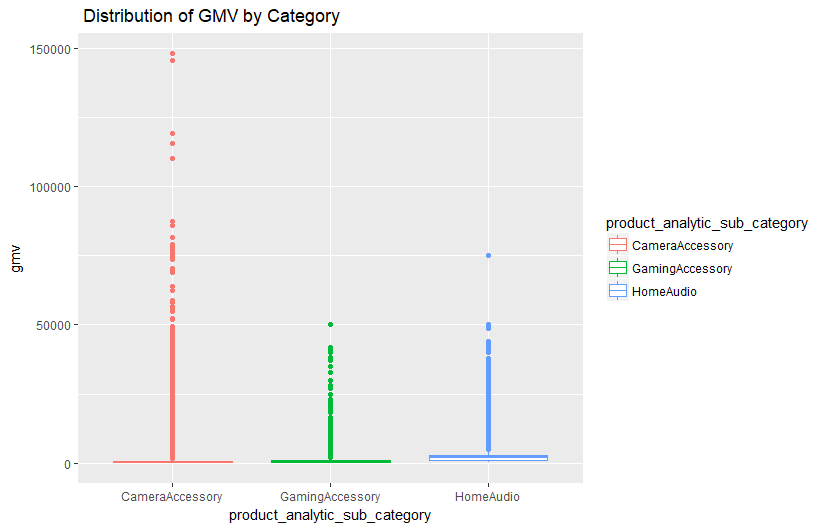 Distribution of GMV by Category
150000
100000
50000
0
gmv
CameraAccessory
GamingAccessory
HomeAudio
product_analytic_sub_category
product_analytic_sub_category
CameraAccessory
GamingAccessory
HomeAudio